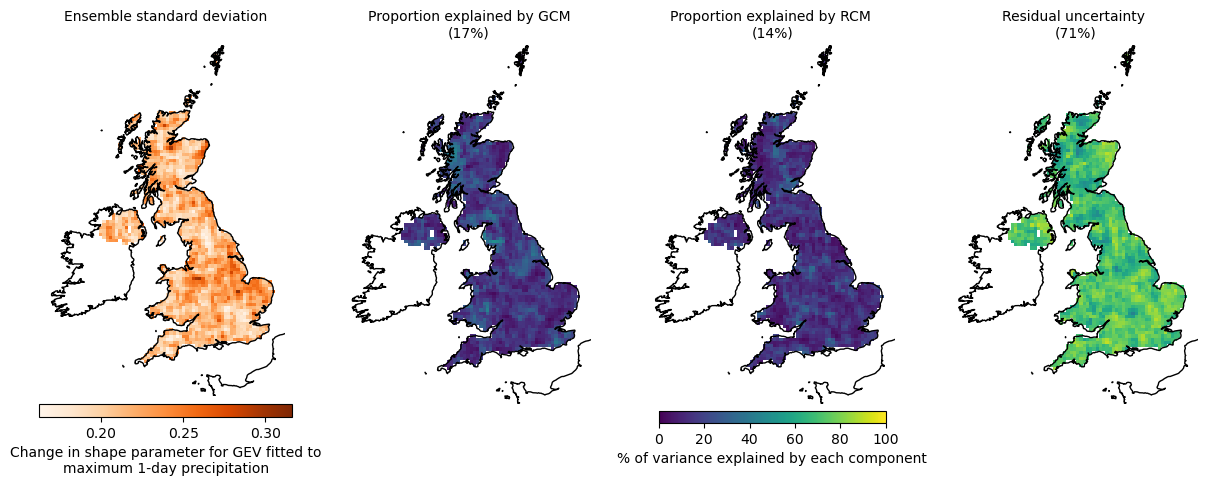 Ensemble standard deviation
Proportion explained by GCM
(17%)
Proportion explained by RCM
(14%)
Residual uncertainty
(71%)
0.20 0.25 0.30
Change in shape parameter for GEV fitted to
maximum 1-day precipitation
0 20 40 60 80 100
% of variance explained by each component